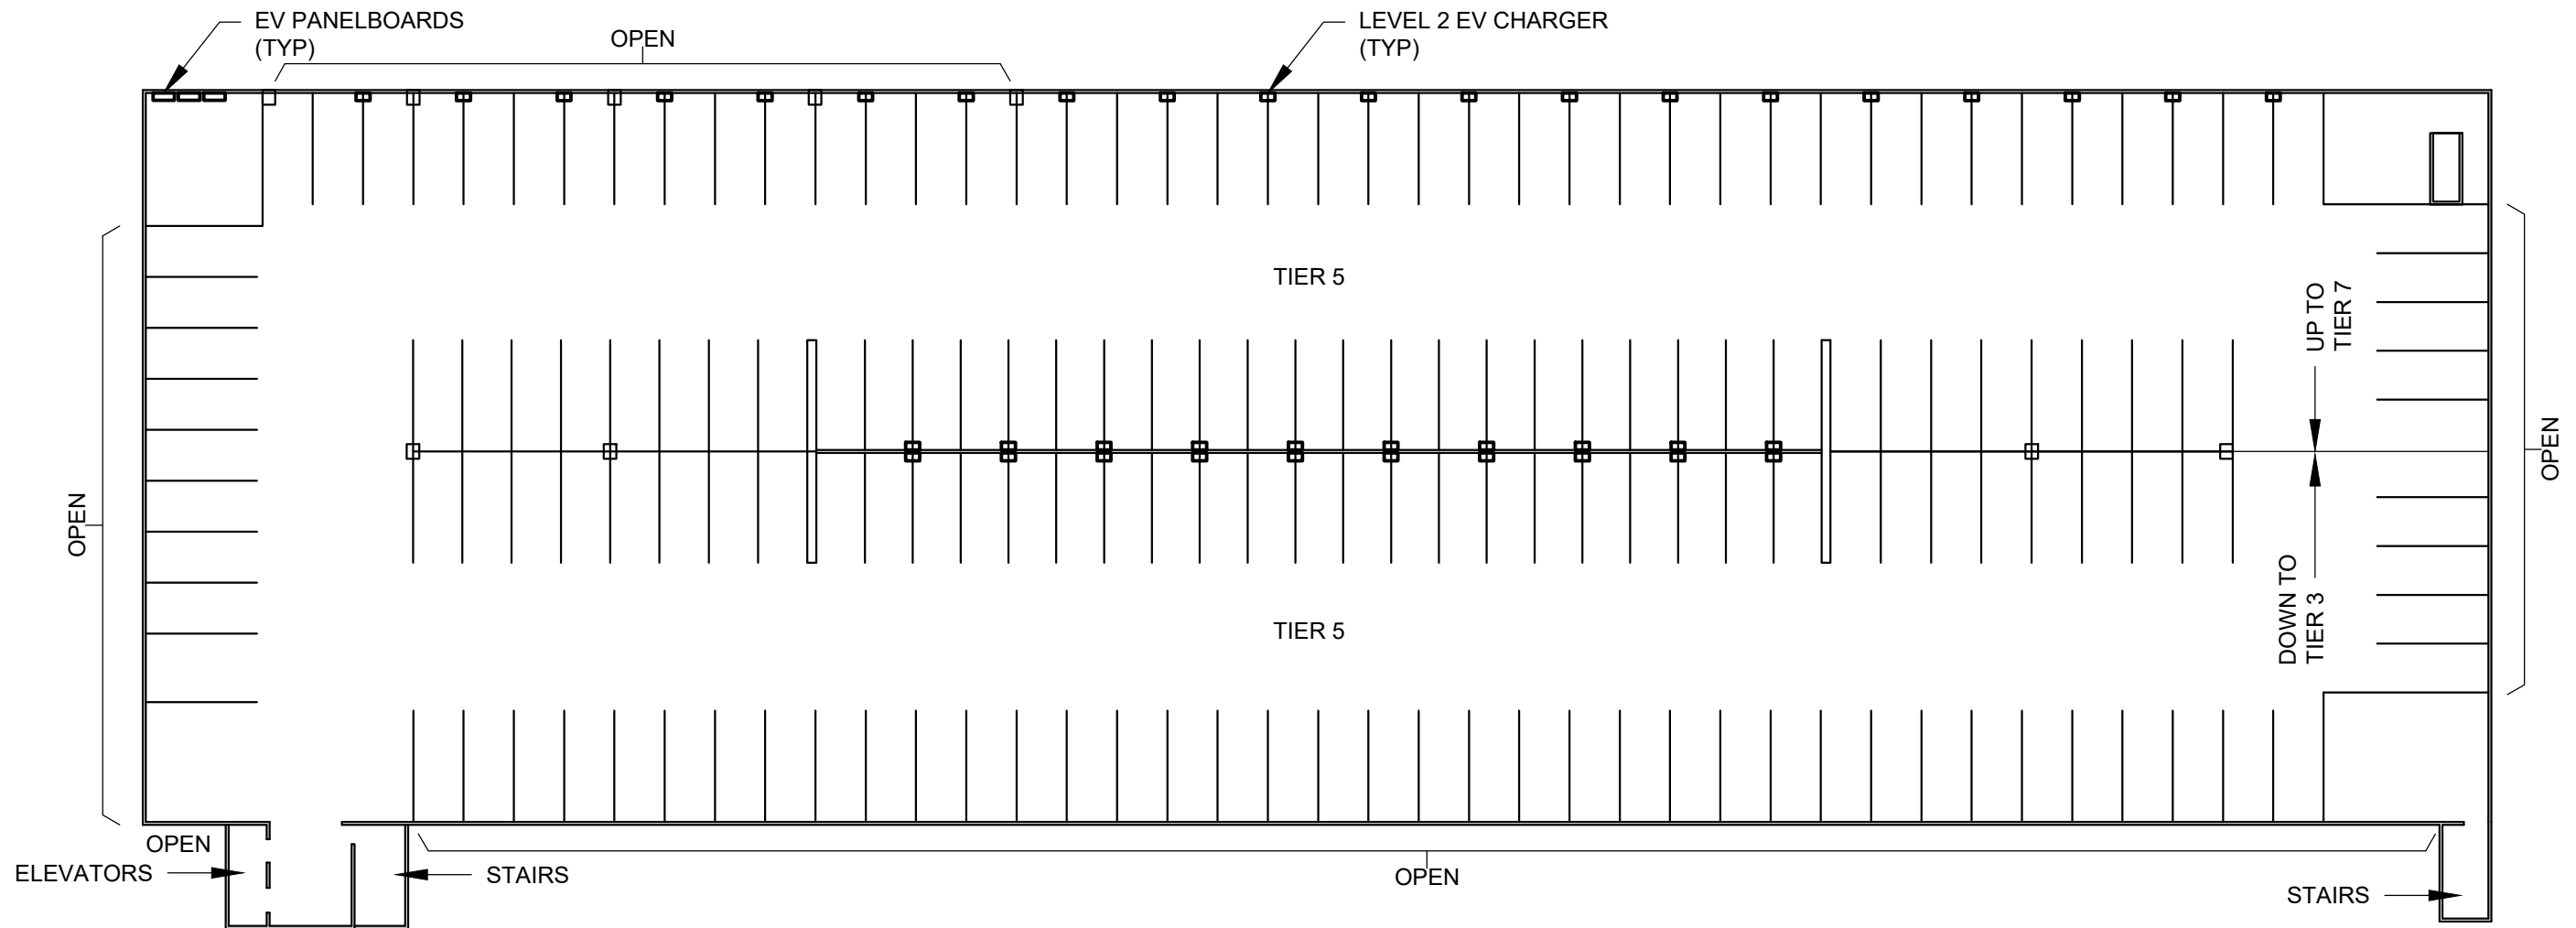 EV PANELBOARDS
(TYP)
OPEN
LEVEL 2 EV CHARGER
(TYP)
TIER 5
UP TO
TIER 7
OPEN
OPEN
DOWN TO
TIER 3
TIER 5
OPEN
ELEVATORS
STAIRS
OPEN
STAIRS